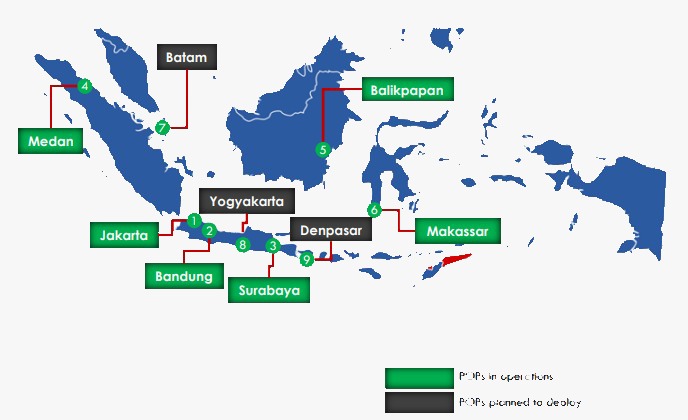 Batam
4
Balikpapan
7
Medan
5
Yogyakarta
6
1
Jakarta
2
Denpasar
Makassar
8
3
9
Bandung
Surabaya
POPs in operations
POPs planned to deploy